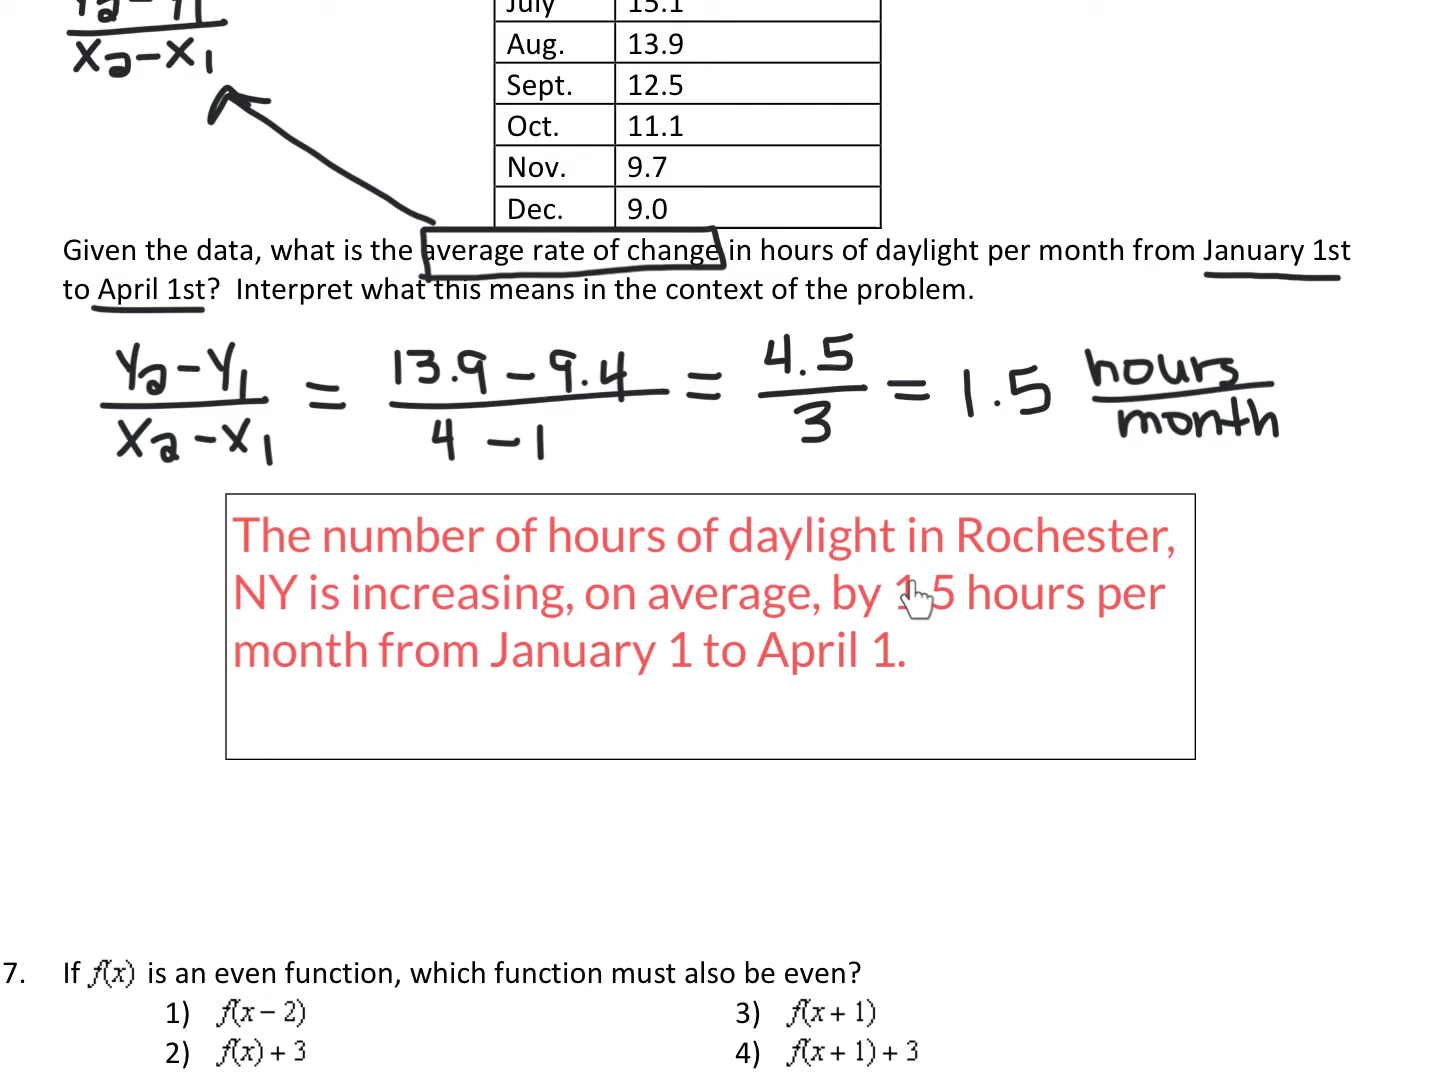 y₂ - y₁
x₂ - x₁
July 15.1
Aug. 13.9
Sept. 12.5
Oct. 11.1
Nov. 9.7
Dec. 9.0
Given the data, what is the average rate of change in hours of daylight per month from January 1st
to April 1st? Interpret what this means in the context of the problem.
y₂ - y₁ = 13.9 - 9.4 = 4.5 = 1.5 hours
x₂ - x₁ 4 - 1 3 month
The number of hours of daylight in Rochester,
NY is increasing, on average, by 1.5 hours per
month from January 1 to April 1.
7. If f(x) is an even function, which function must also be even?
1) f(x − 2) 3) f(x + 1)
2) f(x) + 3 4) f(x + 1) + 3